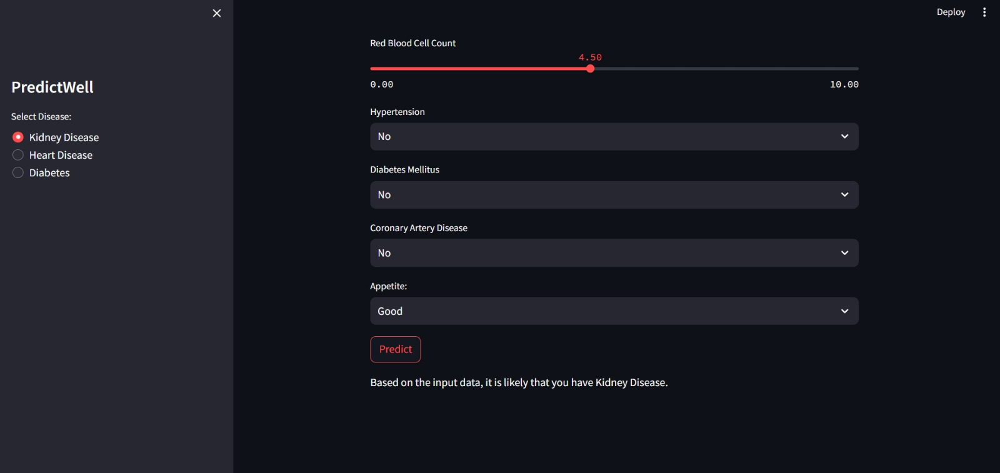 Deploy
PredictWell
Select Disease:
Kidney Disease
Heart Disease
Diabetes
Red Blood Cell Count
4.50
0.00 10.00
Hypertension
No
Diabetes Mellitus
No
Coronary Artery Disease
No
Appetite:
Good
Predict
Based on the input data, it is likely that you have Kidney Disease.